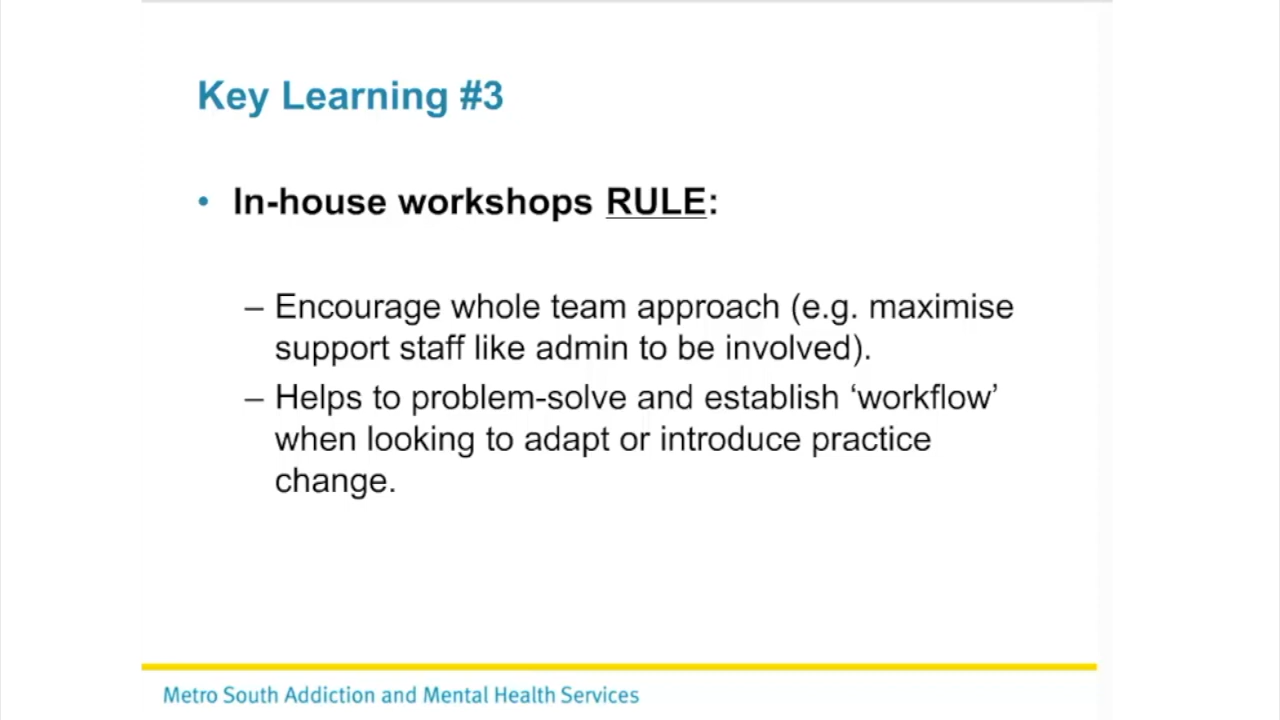 Key Learning #3
• In-house workshops RULE:
– Encourage whole team approach (e.g. maximise
support staff like admin to be involved).
– Helps to problem-solve and establish ‘workflow’
when looking to adapt or introduce practice
change.
Metro South Addiction and Mental Health Services